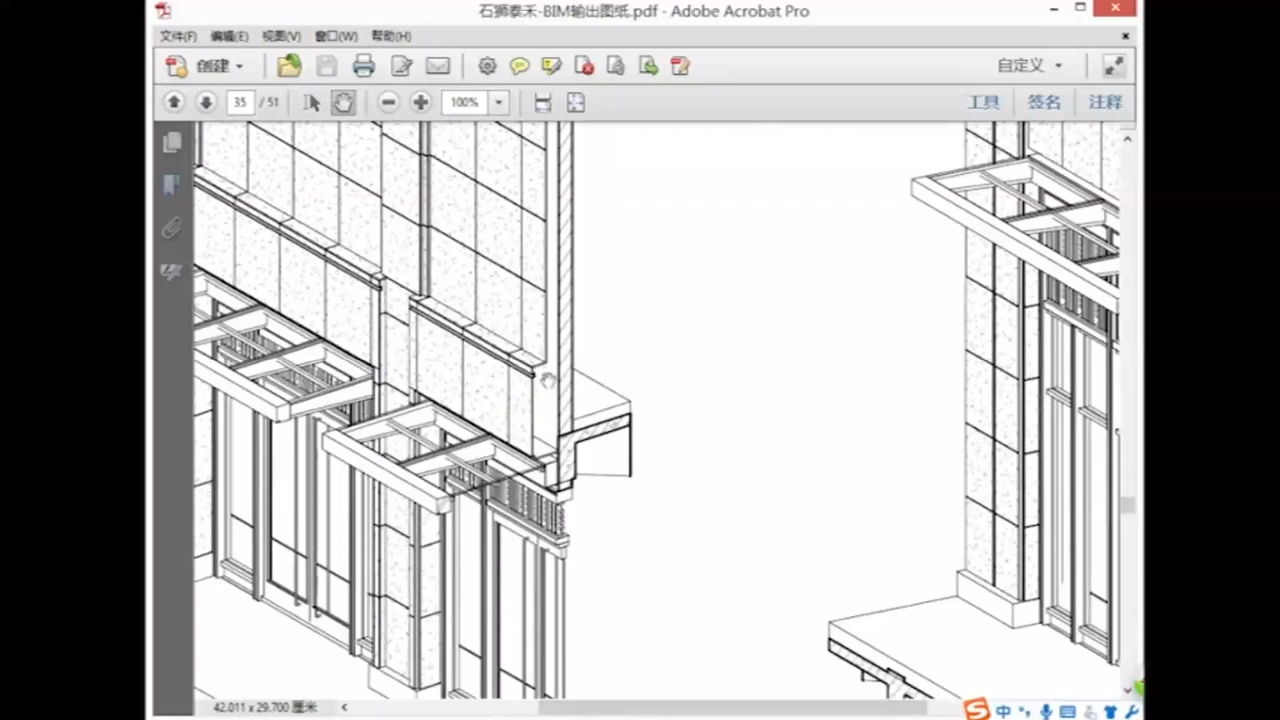 石狮泰禾-BIM输出图纸.pdf - Adobe Acrobat Pro
文件(F) 编辑(E) 视图(V) 窗口(W) 帮助(H)
创建 自定义
35 / 51 100% 工具 签名 注释
42.011 x 29.700 厘米
中